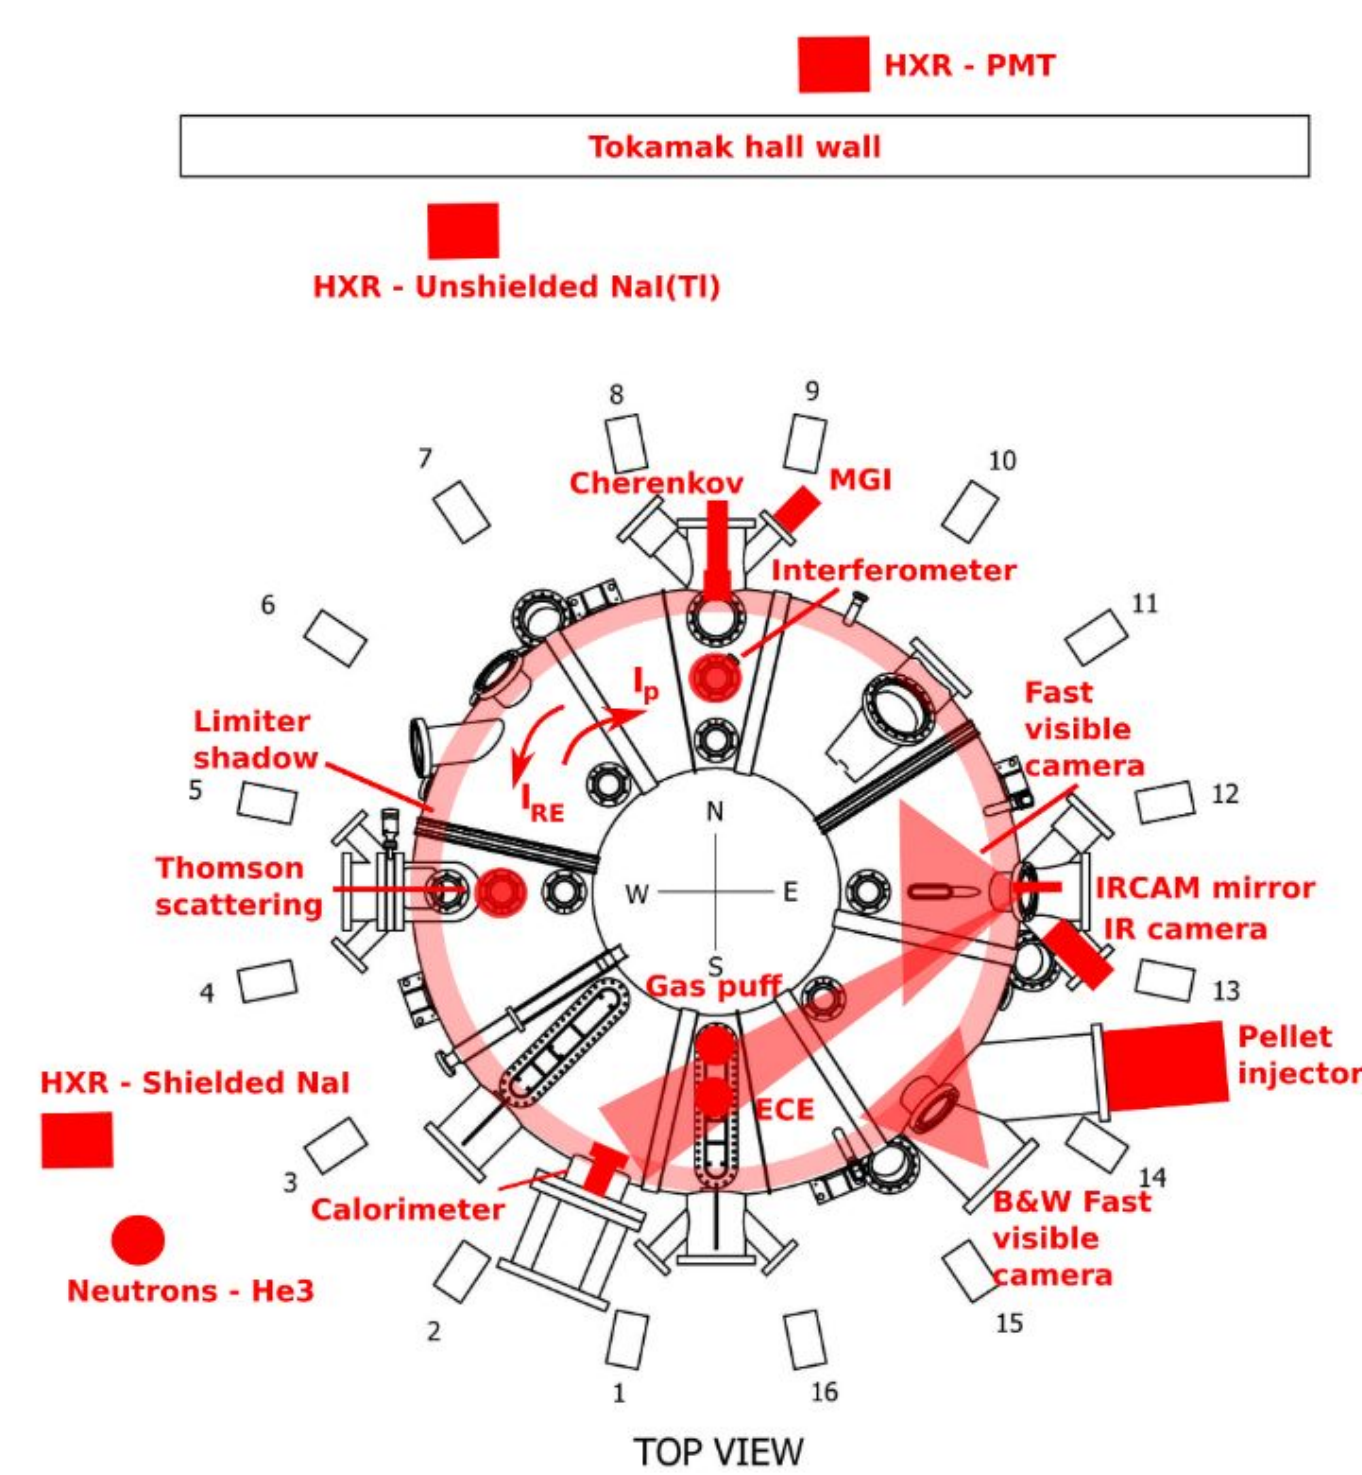 HXR - PMT
Tokamak hall wall
HXR - Unshielded NaI(Tl)
8
9
7
10
Cherenkov
MGI
Interferometer
6
11
Ip
Fast
visible
camera
Limiter
shadow
IRE
5
12
N
W
E
S
Thomson
scattering
IRCAM mirror
IR camera
4
13
Gas puff
Pellet
injector
HXR - Shielded NaI
ECE
3
14
Calorimeter
B&W Fast
visible
camera
Neutrons - He3
2
15
1
16
TOP VIEW